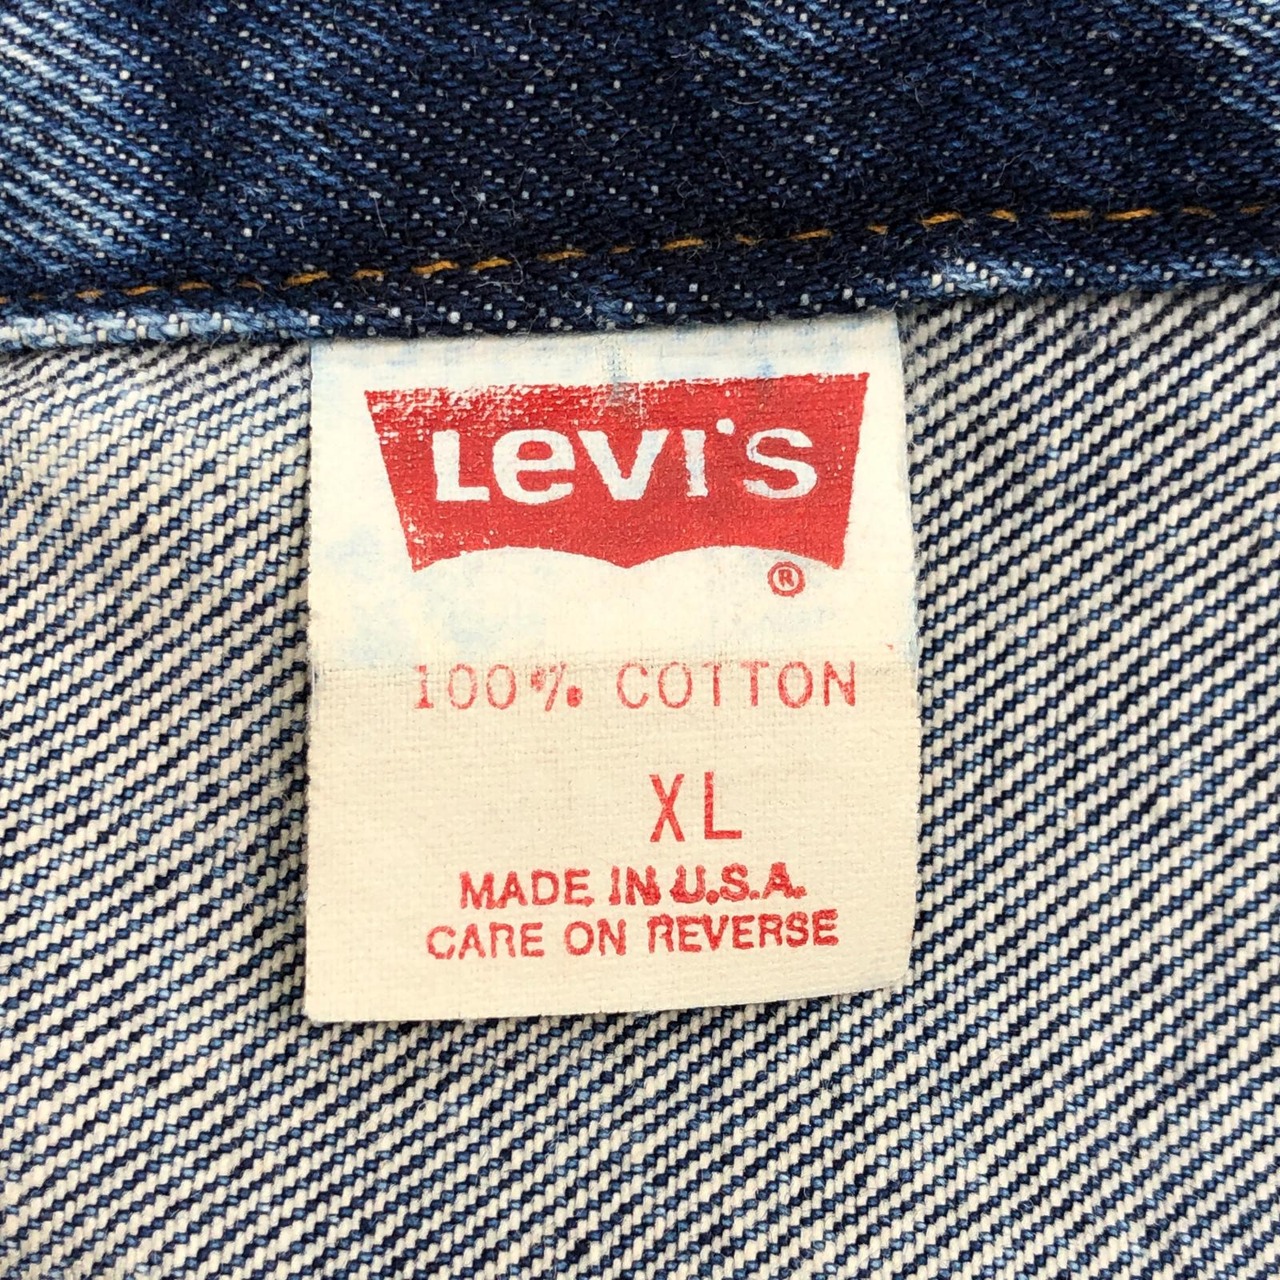 Levi's
®
100% COTTON
XL
MADE IN U.S.A.
CARE ON REVERSE